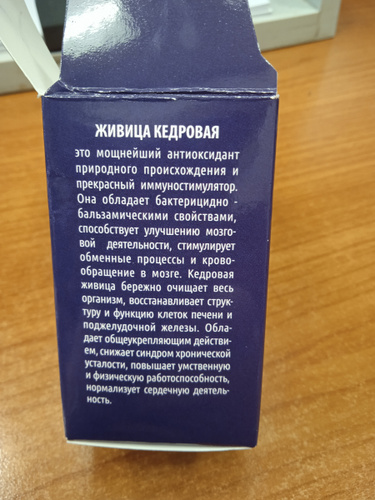 ЖИВИЦА КЕДРОВАЯ
это мощнейший антиоксидант
природного происхождения и
прекрасный иммуностимулятор.
Она обладает бактерицидно -
бальзамическими свойствами,
способствует улучшению мозго-
вой деятельности, стимулирует
обменные процессы и крово-
обращение в мозге. Кедровая
живица бережно очищает весь
организм, восстанавливает струк-
туру и функцию клеток печени и
поджелудочной железы. Обла-
дает общеукрепляющим действи-
ем, снижает синдром хронической
усталости, повышает умственную
и физическую работоспособность,
нормализует сердечную деятель-
ность.